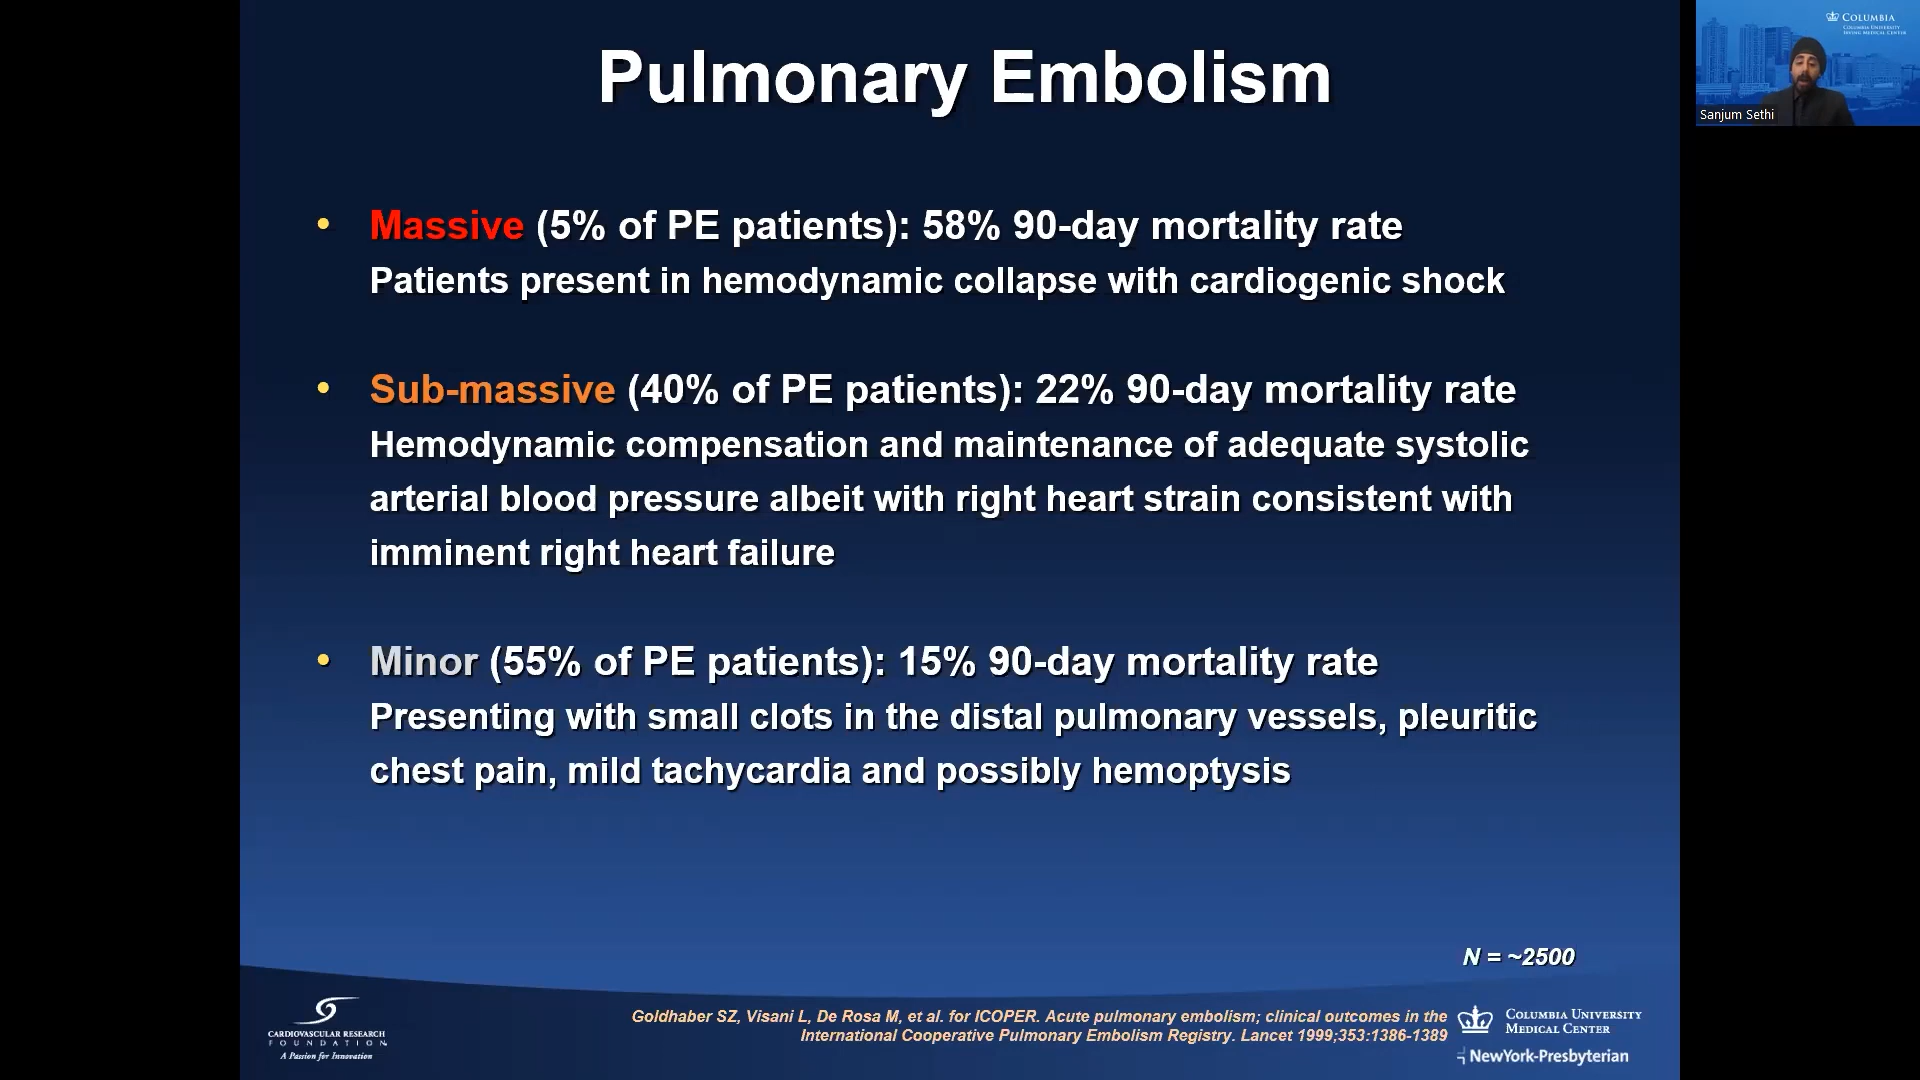 Pulmonary Embolism
COLUMBIA
COLUMBIA UNIVERSITY
IRVING MEDICAL CENTER
Sanjum Sethi
• Massive (5% of PE patients): 58% 90-day mortality rate
Patients present in hemodynamic collapse with cardiogenic shock
• Sub-massive (40% of PE patients): 22% 90-day mortality rate
Hemodynamic compensation and maintenance of adequate systolic
arterial blood pressure albeit with right heart strain consistent with
imminent right heart failure
• Minor (55% of PE patients): 15% 90-day mortality rate
Presenting with small clots in the distal pulmonary vessels, pleuritic
chest pain, mild tachycardia and possibly hemoptysis
N = ~2500
CARDIOVASCULAR RESEARCH
FOUNDATION
A Passion for Innovation
Goldhaber SZ, Visani L, De Rosa M, et al. for ICOPER. Acute pulmonary embolism; clinical outcomes in the
International Cooperative Pulmonary Embolism Registry. Lancet 1999;353:1386-1389
COLUMBIA UNIVERSITY
MEDICAL CENTER
NewYork-Presbyterian